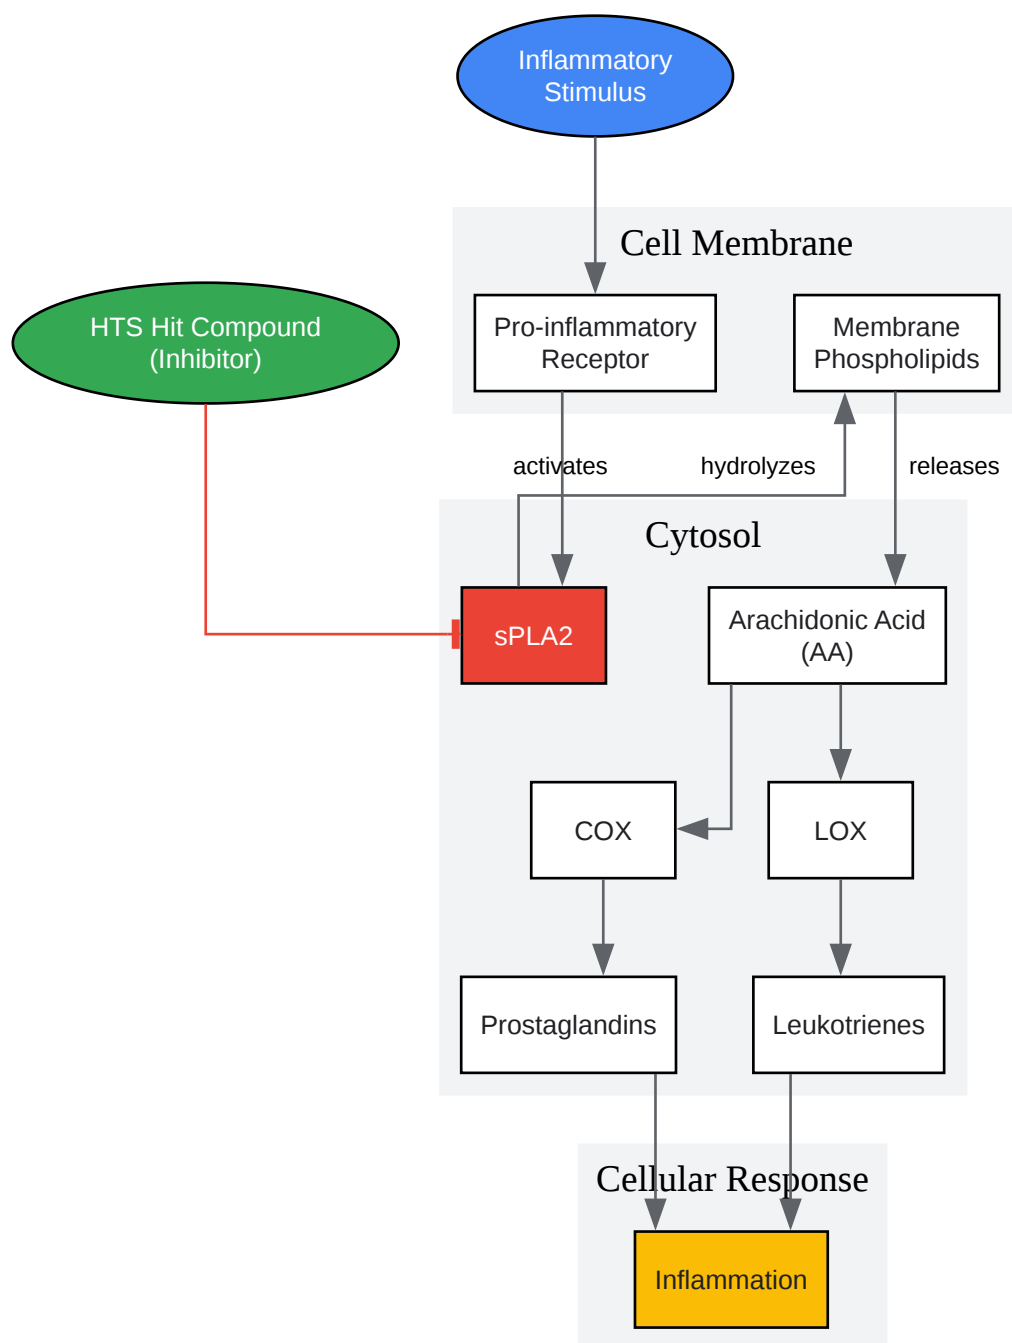 Inflammatory
Stimulus
Cell Membrane
HTS Hit Compound
(Inhibitor)
Pro-inflammatory
Receptor
Membrane
Phospholipids
activates
hydrolyzes
releases
Cytosol
sPLA2
Arachidonic Acid
(AA)
COX
LOX
Prostaglandins
Leukotrienes
Cellular Response
Inflammation